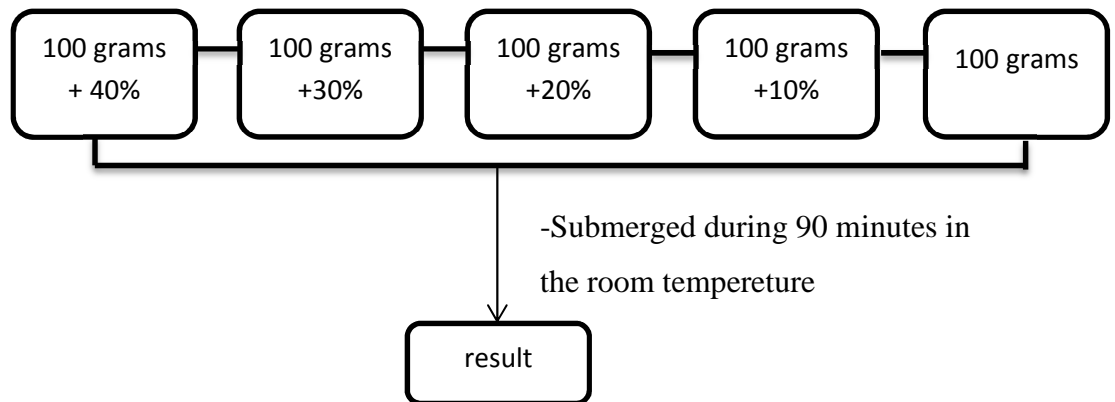 100 grams
+ 40%
100 grams
+30%
100 grams
+20%
100 grams
+10%
100 grams
-Submerged during 90 minutes in
the room tempereture
result